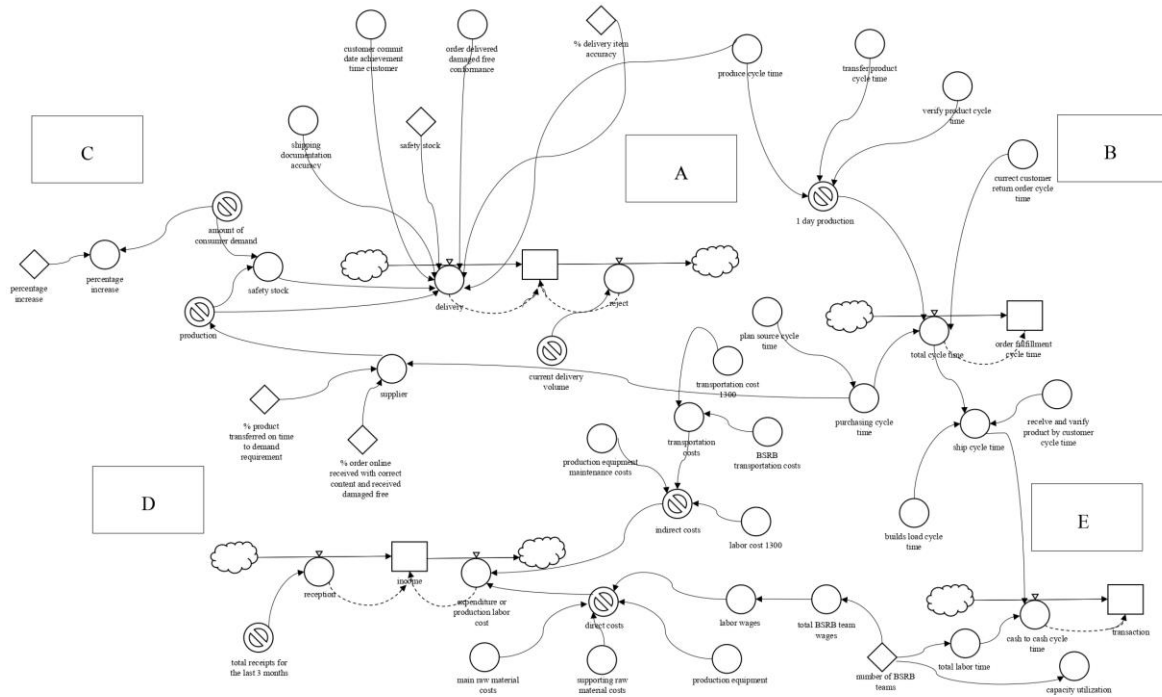 customer commit
date achievement
time customer
order delivered
damaged free
conformance
% delivery item
accuracy
produce cycle time
transfer product
cycle time
verify product cycle
time
C
shipping
documentation
accuracy
safety stock
A
B
currect customer
return order cycle
time
1 day production
amount of
consumer demand
percentage
increase
percentage
increase
safety stock
delivery
reject
production
plan source cycle
time
total cycle time
order fulfillment
cycle time
current delivery
volume
transportation cost
1300
supplier
purchasing cycle
time
% product
transferred on time
to demand
requirement
% order online
received with correct
content and received
damaged free
transportation
costs
BSRB
transportation costs
production equipment
maintenance costs
ship cycle time
receive and verify
product by customer
cycle time
D
indirect costs
labor cost 1300
builds load cycle
time
E
reception
income
expenditure or
production labor
cost
direct costs
labor wages
total BSRB team
wages
cash to cash cycle
time
transaction
total receipts for
the last 3 months
main raw material
costs
supporting raw
material costs
production equipment
number of BSRB
teams
total labor time
capacity utilization